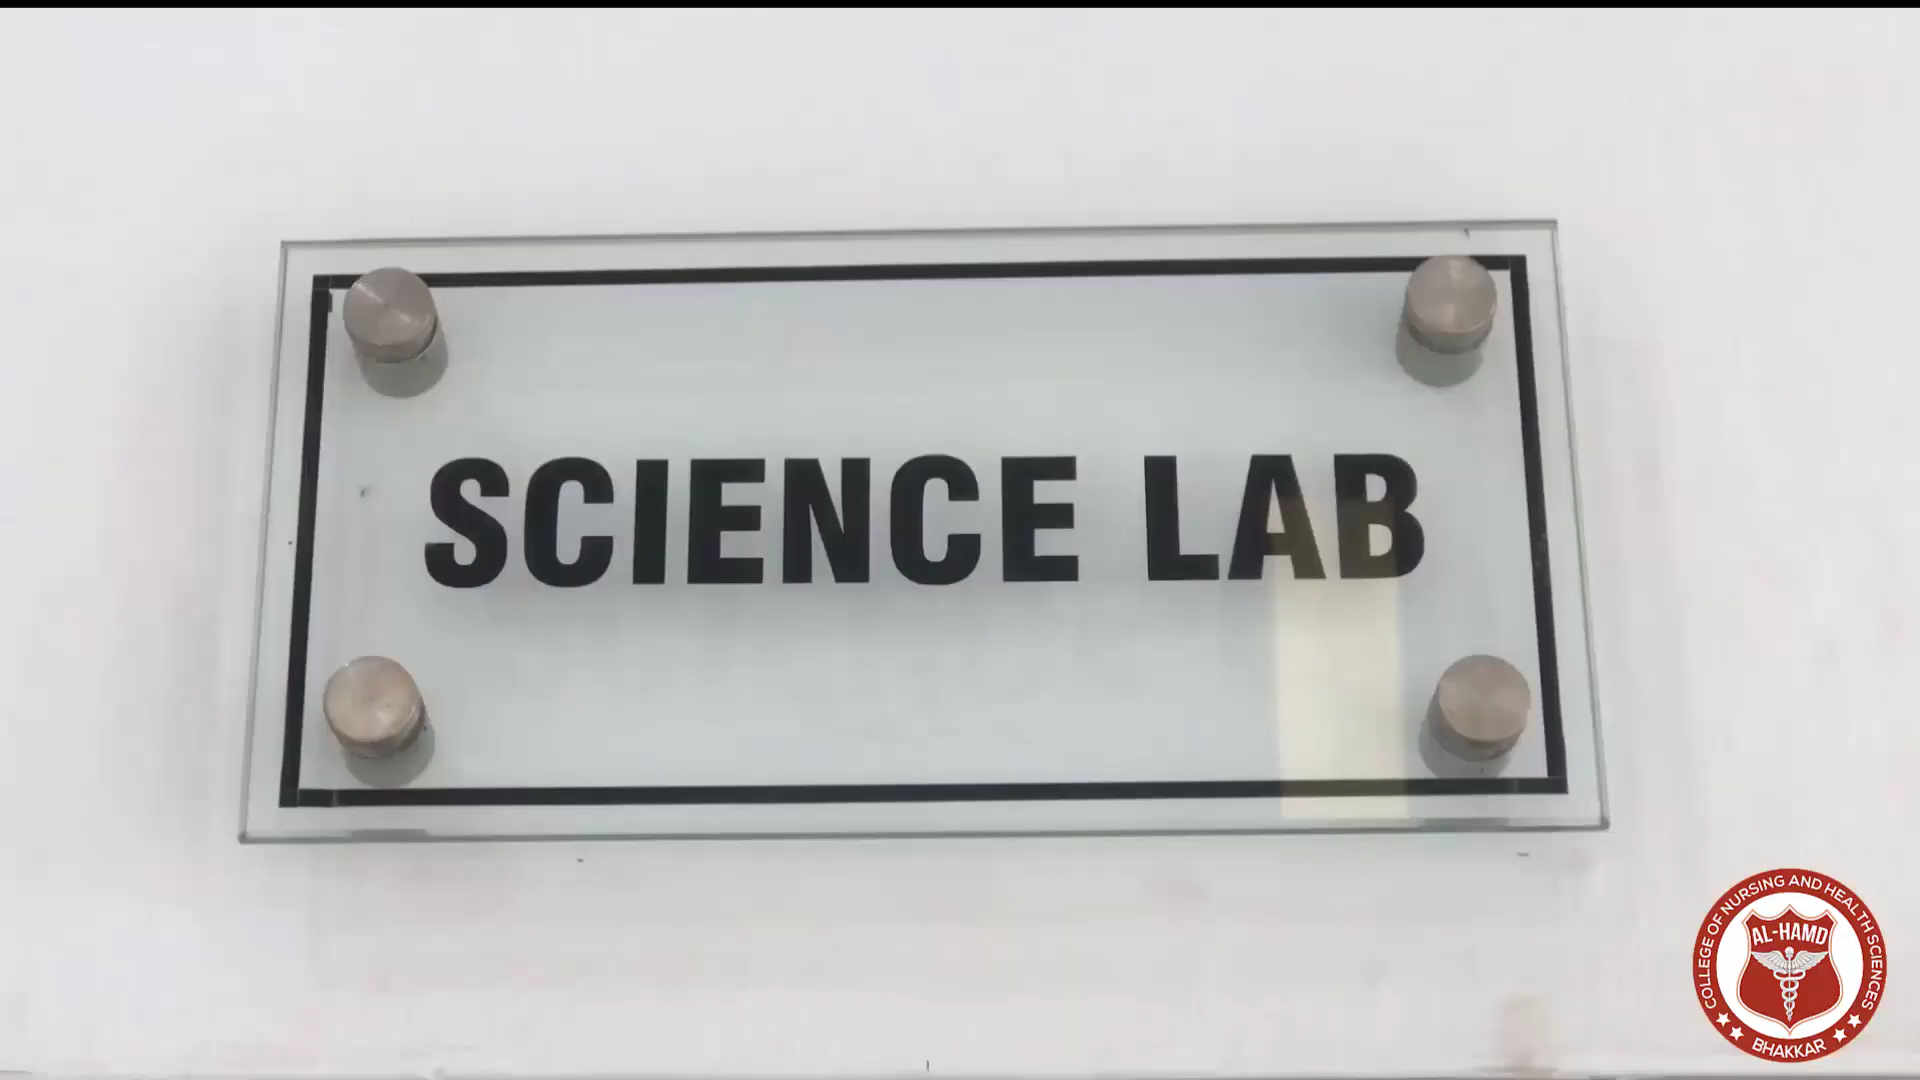 SCIENCE LAB
COLLEGE OF NURSING AND HEALTH SCIENCES
AL-HAMD
BHAKKAR